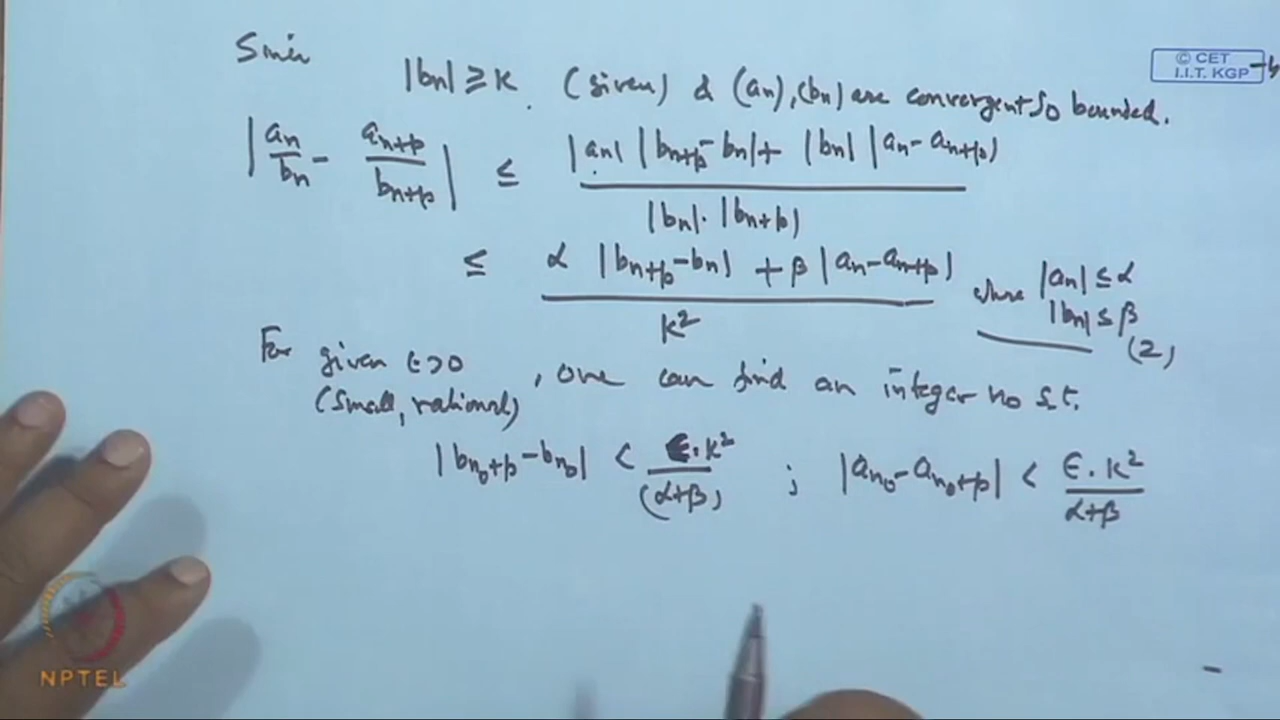 Since
© CET
I.I.T. KGP
|bn| ≥ K. (given) & (an), (bn) are convergent so bounded.
|an/bn - an+p/bn+p| ≤ (|an| |bn+p - bn| + |bn| |an - an+p|) / (|bn|. |bn+p|)
≤ (α |bn+p - bn| + β |an - an+p|) / K² where |an| ≤ α
|bn| ≤ β
(2)
For given ε>0, one can find an integer n0 s.t.
(small, rational)
|bn0+p - bn0| < ε.K²/(α+β) ; |an0 - an0+p| < ε.K²/α+β
NPTEL